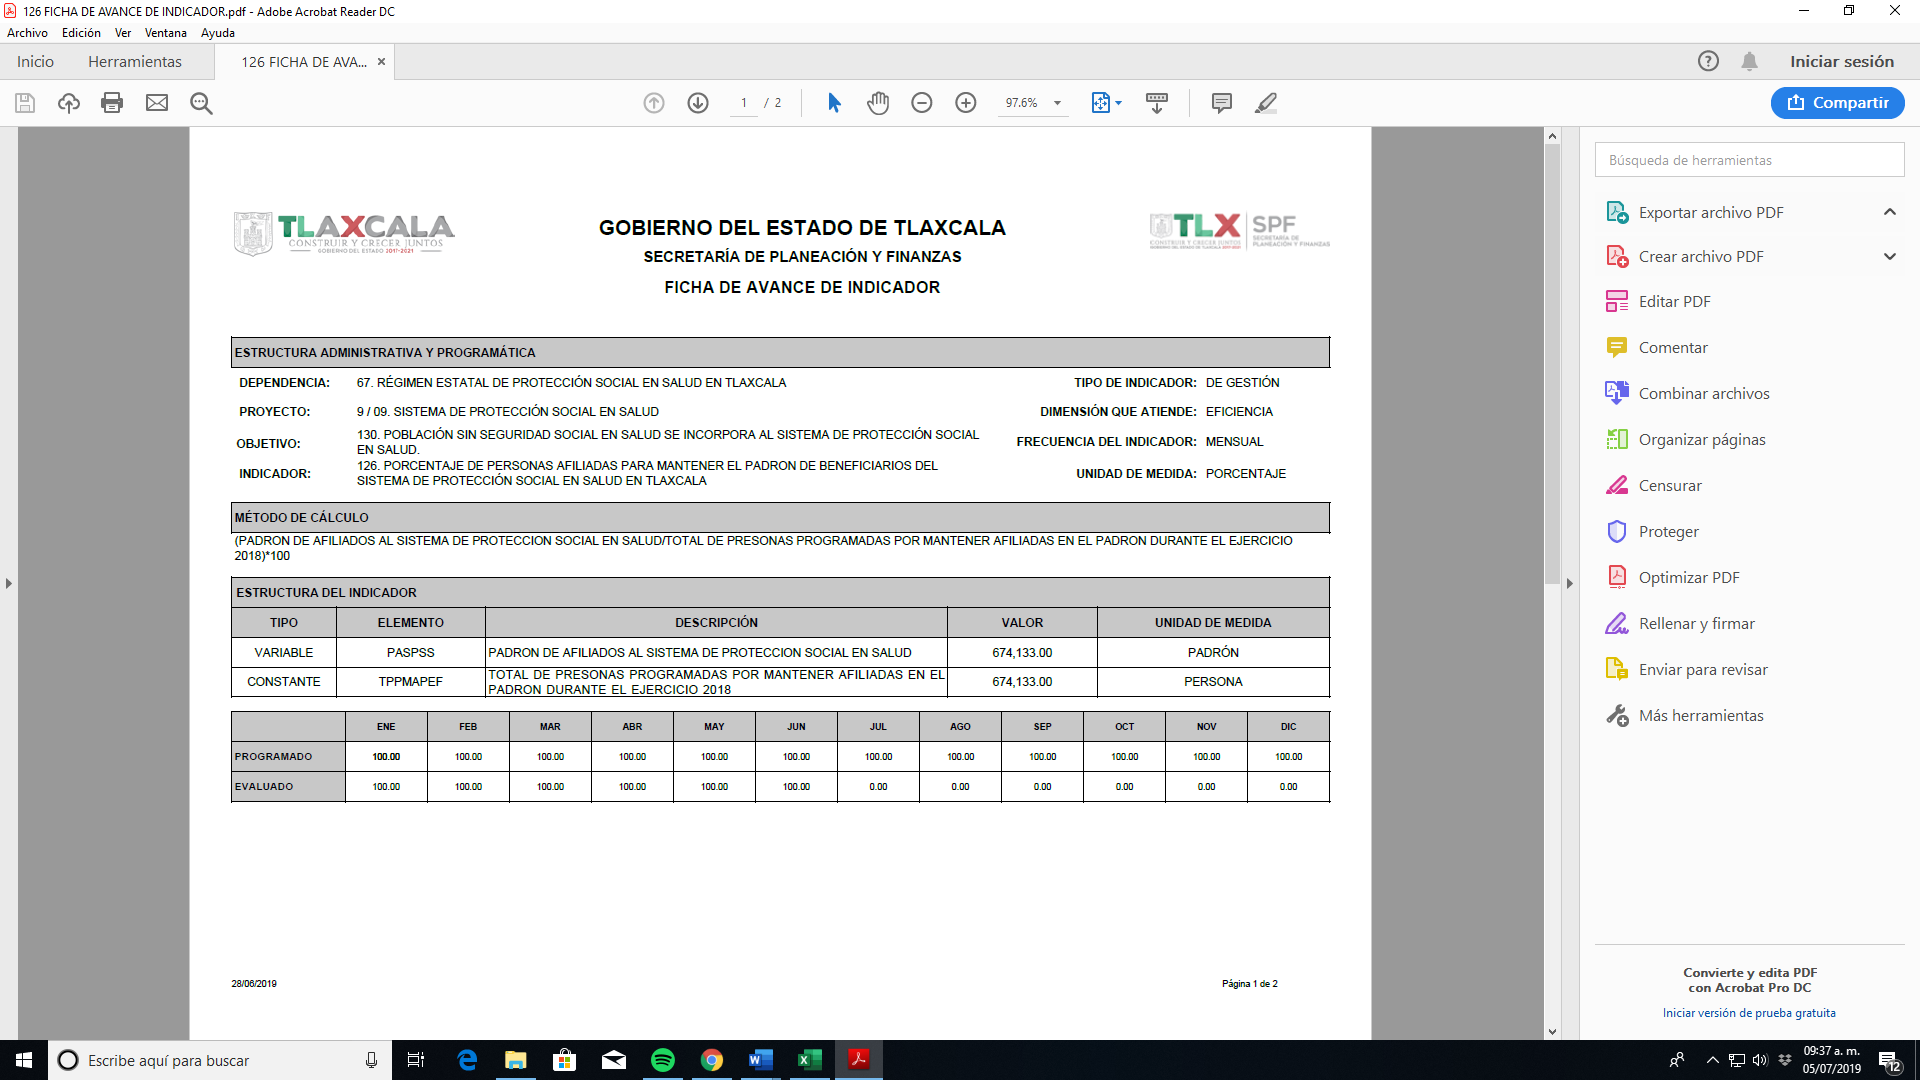 126 FICHA DE AVANCE DE INDICADOR.pdf - Adobe Acrobat Reader DC
Archivo Edición Ver Ventana Ayuda
Inicio Herramientas 126 FICHA DE AVA... × Iniciar sesión
1 / 2 97.6% Compartir
Búsqueda de herramientas
Exportar archivo PDF
Crear archivo PDF
Editar PDF
Comentar
Combinar archivos
Organizar páginas
Censurar
Proteger
Optimizar PDF
Rellenar y firmar
Enviar para revisar
Más herramientas
Convierte y edita PDF
con Acrobat Pro DC
Iniciar versión de prueba gratuita
TLAXCALA
CONSTRUIR Y CRECER JUNTOS
GOBIERNO DEL ESTADO 2017-2021
GOBIERNO DEL ESTADO DE TLAXCALA
SECRETARÍA DE PLANEACIÓN Y FINANZAS
FICHA DE AVANCE DE INDICADOR
TLX SPF
CONSTRUIR Y CRECER JUNTOS
SECRETARÍA DE
PLANEACIÓN Y FINANZAS
ESTRUCTURA ADMINISTRATIVA Y PROGRAMÁTICA
DEPENDENCIA: 67. RÉGIMEN ESTATAL DE PROTECCIÓN SOCIAL EN SALUD EN TLAXCALA TIPO DE INDICADOR: DE GESTIÓN
PROYECTO: 9 / 09. SISTEMA DE PROTECCIÓN SOCIAL EN SALUD DIMENSIÓN QUE ATIENDE: EFICIENCIA
OBJETIVO: 130. POBLACIÓN SIN SEGURIDAD SOCIAL EN SALUD SE INCORPORA AL SISTEMA DE PROTECCIÓN SOCIAL
EN SALUD. FRECUENCIA DEL INDICADOR: MENSUAL
INDICADOR: 126. PORCENTAJE DE PERSONAS AFILIADAS PARA MANTENER EL PADRON DE BENEFICIARIOS DEL
SISTEMA DE PROTECCIÓN SOCIAL EN SALUD EN TLAXCALA UNIDAD DE MEDIDA: PORCENTAJE
MÉTODO DE CÁLCULO
(PADRON DE AFILIADOS AL SISTEMA DE PROTECCION SOCIAL EN SALUD/TOTAL DE PRESONAS PROGRAMADAS POR MANTENER AFILIADAS EN EL PADRON DURANTE EL EJERCICIO
2018)*100
ESTRUCTURA DEL INDICADOR
TIPO ELEMENTO DESCRIPCIÓN VALOR UNIDAD DE MEDIDA
VARIABLE PASPSS PADRON DE AFILIADOS AL SISTEMA DE PROTECCION SOCIAL EN SALUD 674,133.00 PADRÓN
CONSTANTE TPPMAPEF TOTAL DE PRESONAS PROGRAMADAS POR MANTENER AFILIADAS EN EL
PADRON DURANTE EL EJERCICIO 2018 674,133.00 PERSONA
ENE FEB MAR ABR MAY JUN JUL AGO SEP OCT NOV DIC
PROGRAMADO 100.00 100.00 100.00 100.00 100.00 100.00 100.00 100.00 100.00 100.00 100.00 100.00
EVALUADO 100.00 100.00 100.00 100.00 100.00 100.00 0.00 0.00 0.00 0.00 0.00 0.00
28/06/2019 Página 1 de 2
Escribe aquí para buscar
09:37 a. m.
05/07/2019
12